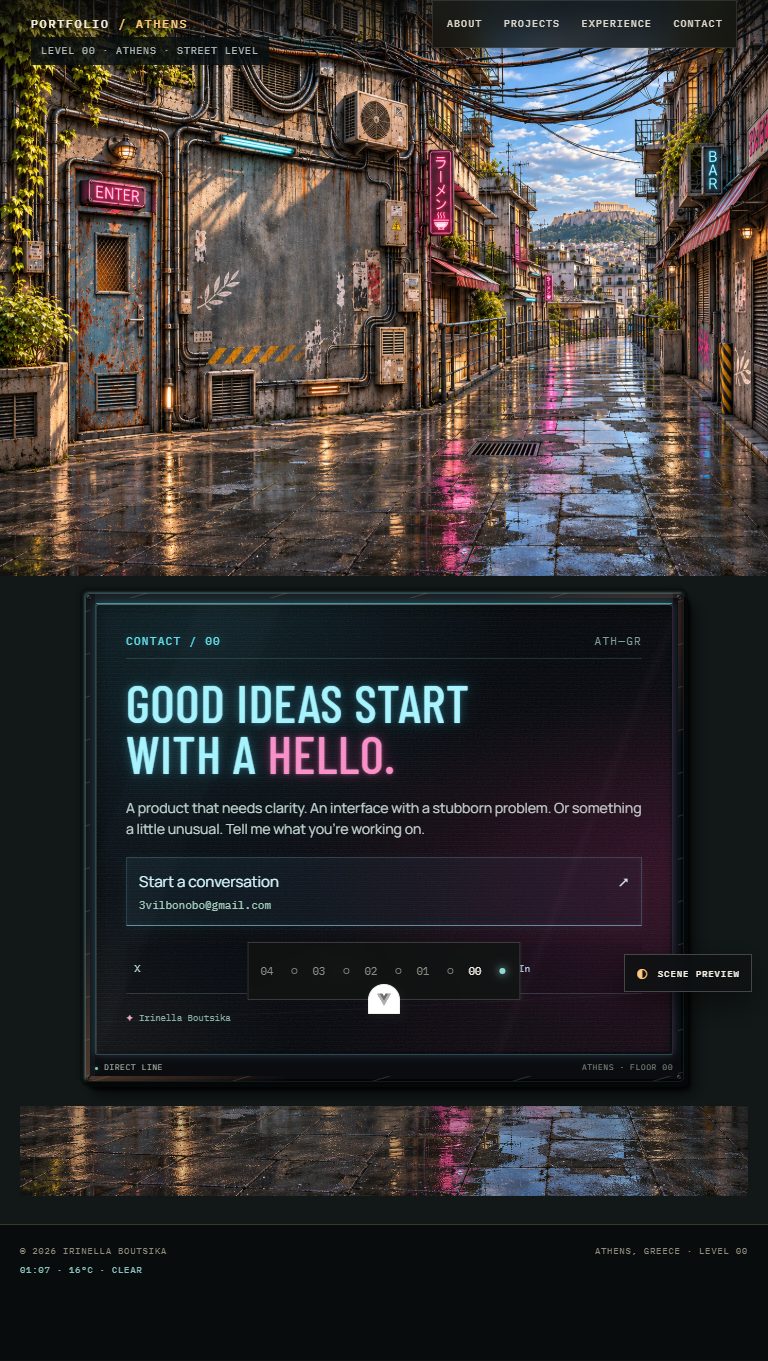 PORTFOLIO / ATHENS
ABOUT PROJECTS EXPERIENCE CONTACT
LEVEL 00 · ATHENS · STREET LEVEL
ENTER
ラーメン
BAR
CONTACT / 00
ATH—GR
GOOD IDEAS START
WITH A HELLO.
A product that needs clarity. An interface with a stubborn problem. Or something
a little unusual. Tell me what you're working on.
Start a conversation ↗
3vilbonobo@gmail.com
X
04 03 02 01 00
In
SCENE PREVIEW
✦ Irinella Boutsika
DIRECT LINE
ATHENS · FLOOR 00
© 2026 IRINELLA BOUTSIKA
ATHENS, GREECE · LEVEL 00
01:07 · 16°C · CLEAR